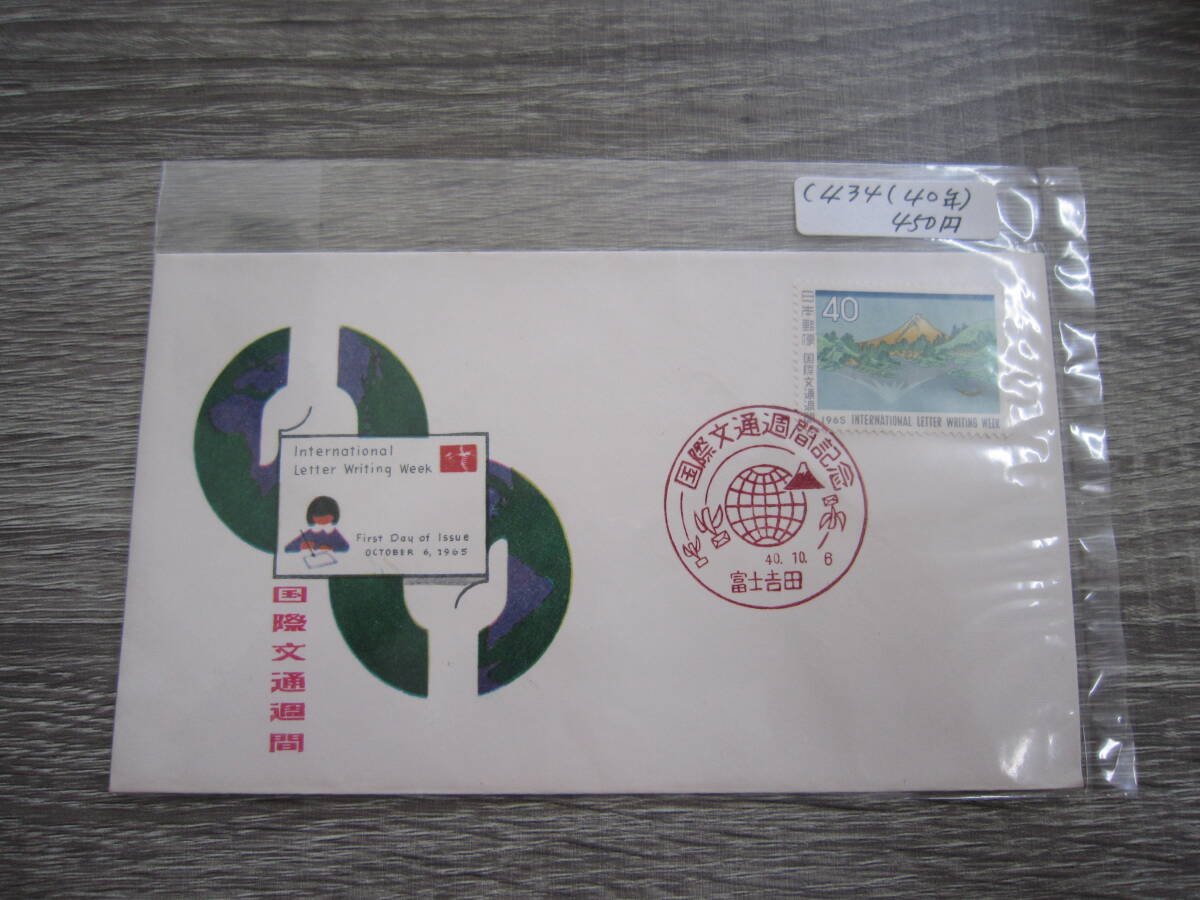 C434(40年)
450円
40
日本郵便 国際文通週間
1965 INTERNATIONAL LETTER WRITING WEEK
International
Letter Writing Week
First Day of Issue
OCTOBER 6, 1965
国際文通週間記念
40.10.6
富士吉田
国際文通週間